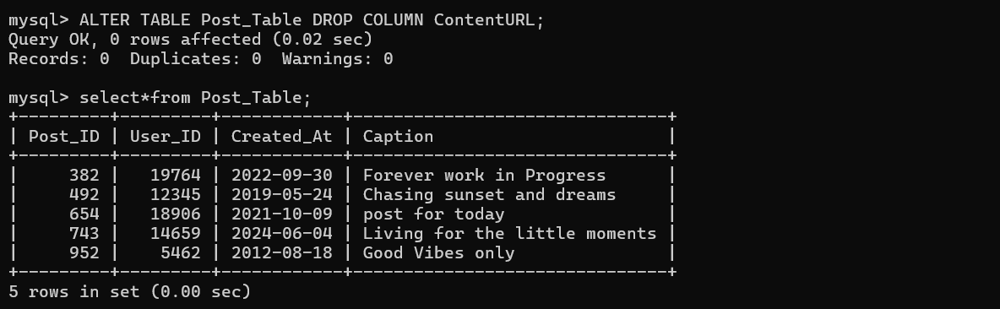 mysql> ALTER TABLE Post_Table DROP COLUMN ContentURL;
Query OK, 0 rows affected (0.02 sec)
Records: 0  Duplicates: 0  Warnings: 0

mysql> select*from Post_Table;
+---------+---------+------------+-------------------------------+
| Post_ID | User_ID | Created_At | Caption                       |
+---------+---------+------------+-------------------------------+
|     382 |   19764 | 2022-09-30 | Forever work in Progress      |
|     492 |   12345 | 2019-05-24 | Chasing sunset and dreams     |
|     654 |   18906 | 2021-10-09 | post for today                |
|     743 |   14659 | 2024-06-04 | Living for the little moments |
|     952 |    5462 | 2012-08-18 | Good Vibes only               |
+---------+---------+------------+-------------------------------+
5 rows in set (0.00 sec)